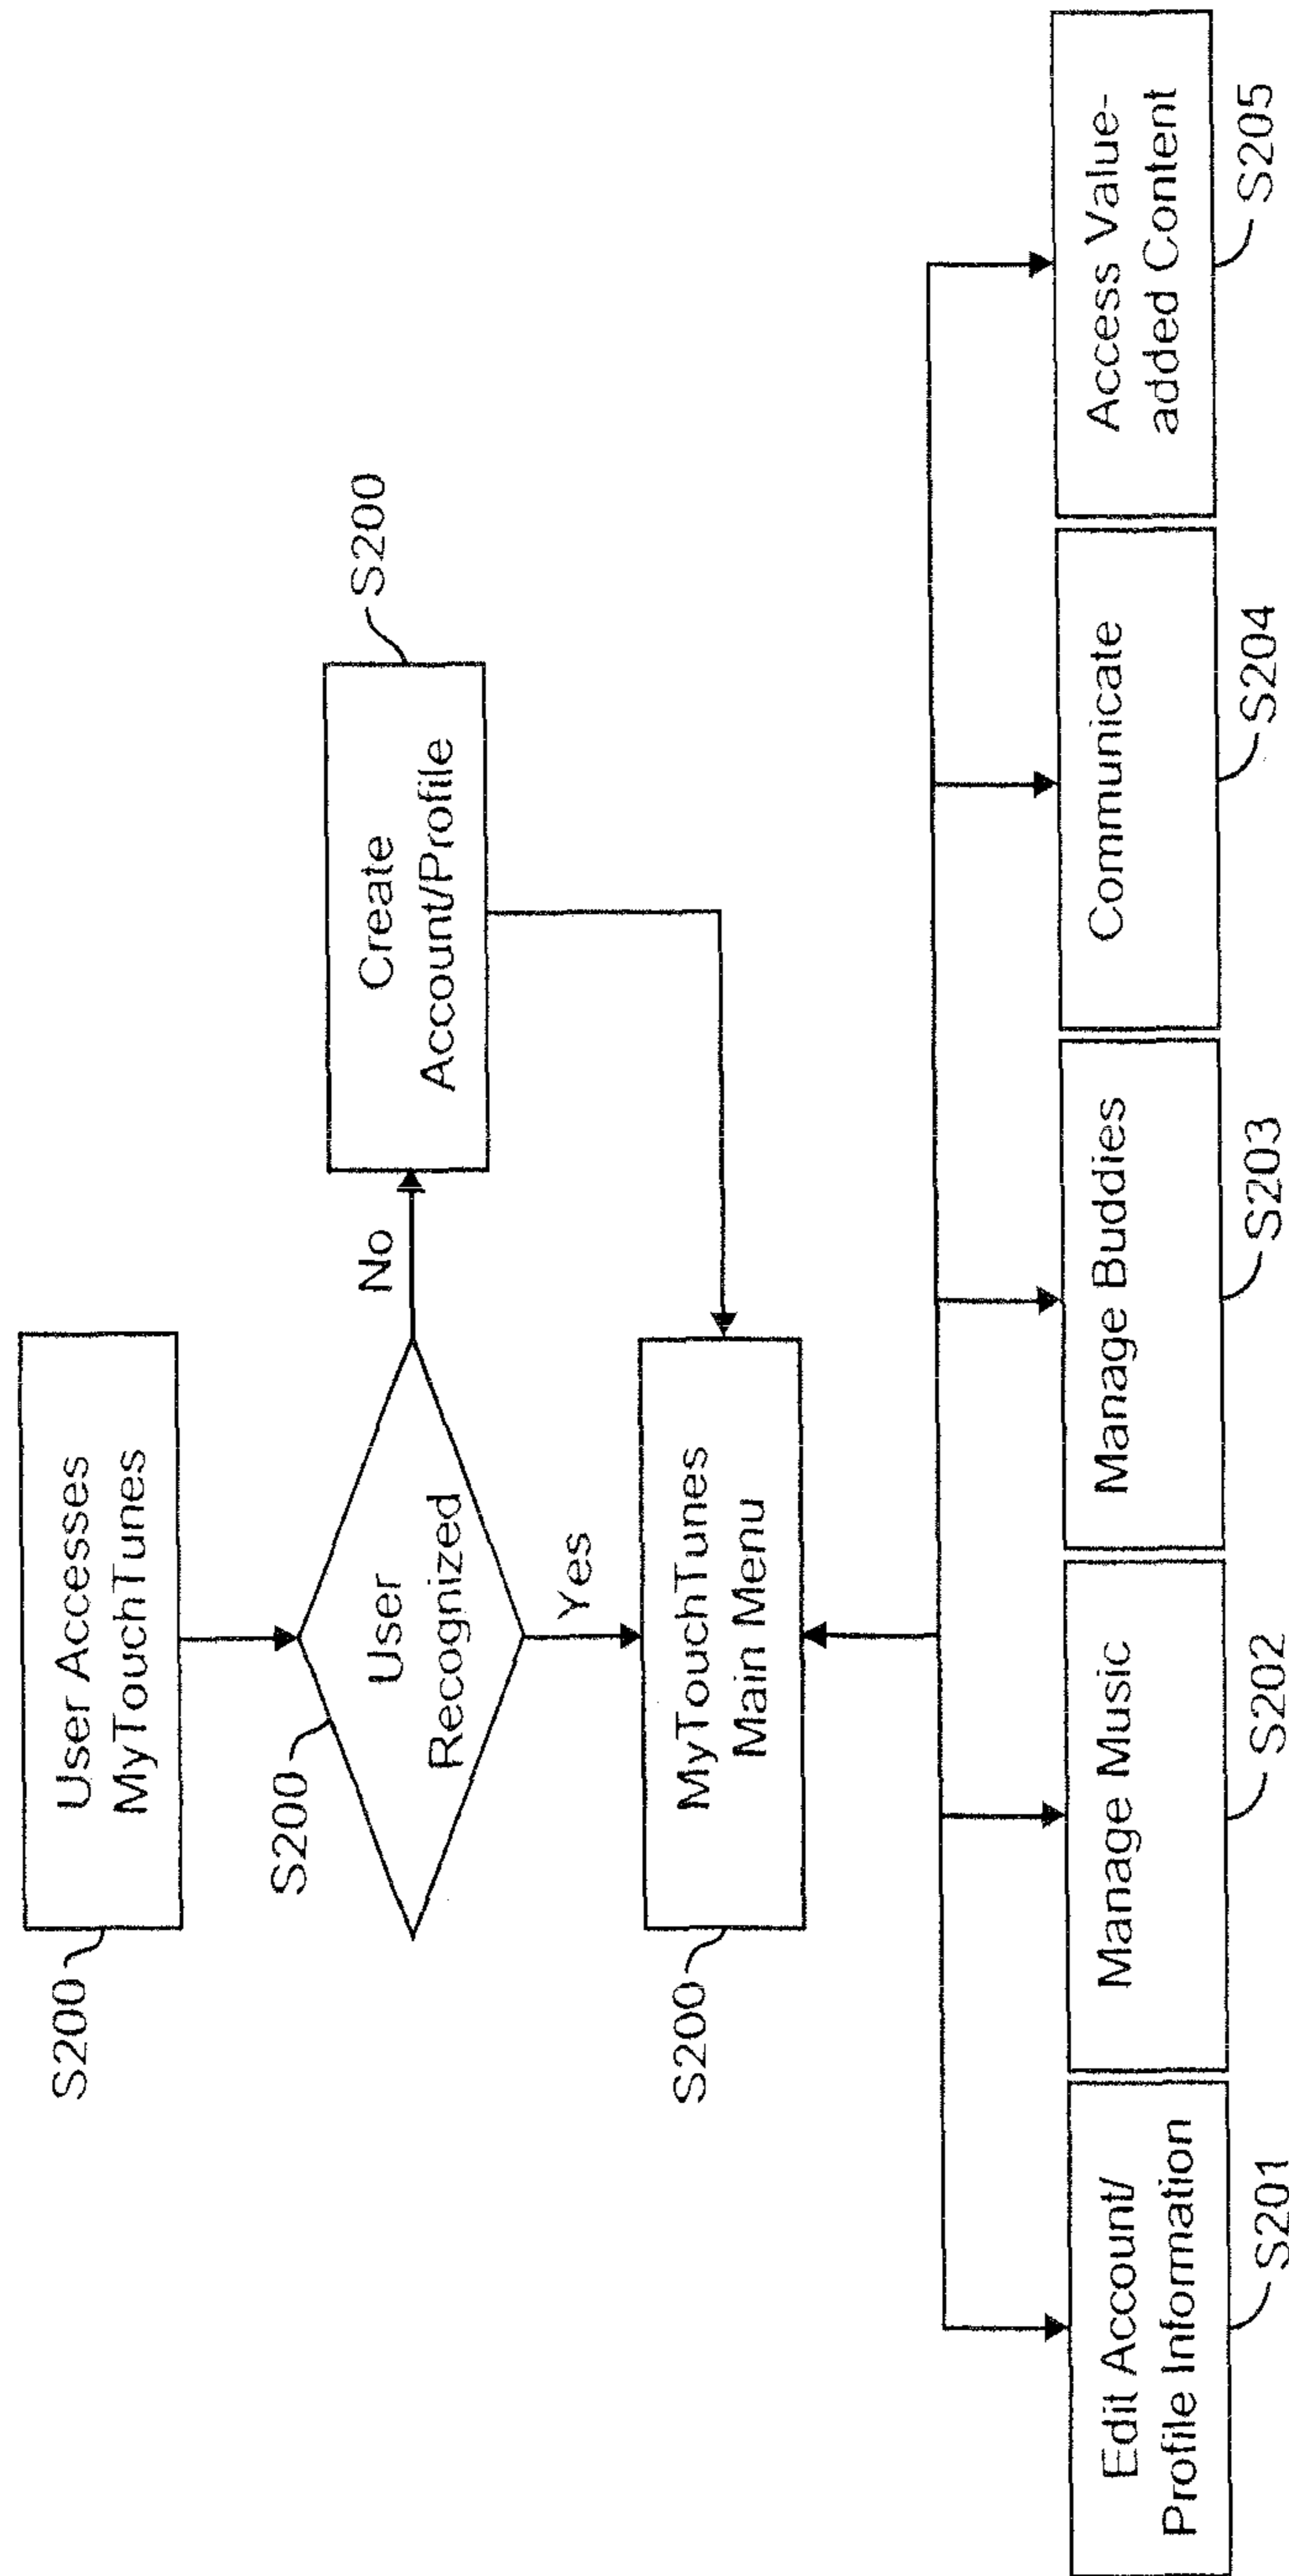 S200
User Accesses
MyTouchTunes
S200
User
Recognized
No
Yes
Create
Account/Profile
S200
S200
MyTouchTunes
Main Menu
Edit Account/
Profile Information
S201
Manage Music
S202
Manage Buddies
S203
Communicate
S204
Access Value-
added Content
S205